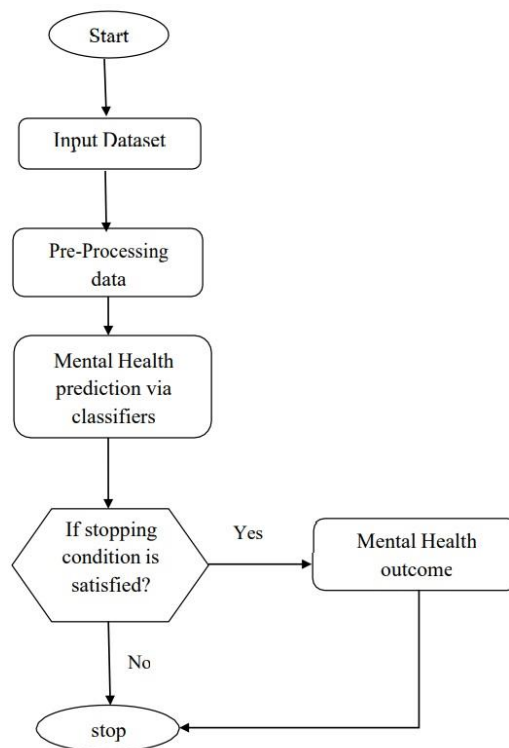 Start
Input Dataset
Pre-Processing
data
Mental Health
prediction via
classifiers
If stopping
condition is
satisfied?
Yes
Mental Health
outcome
No
stop